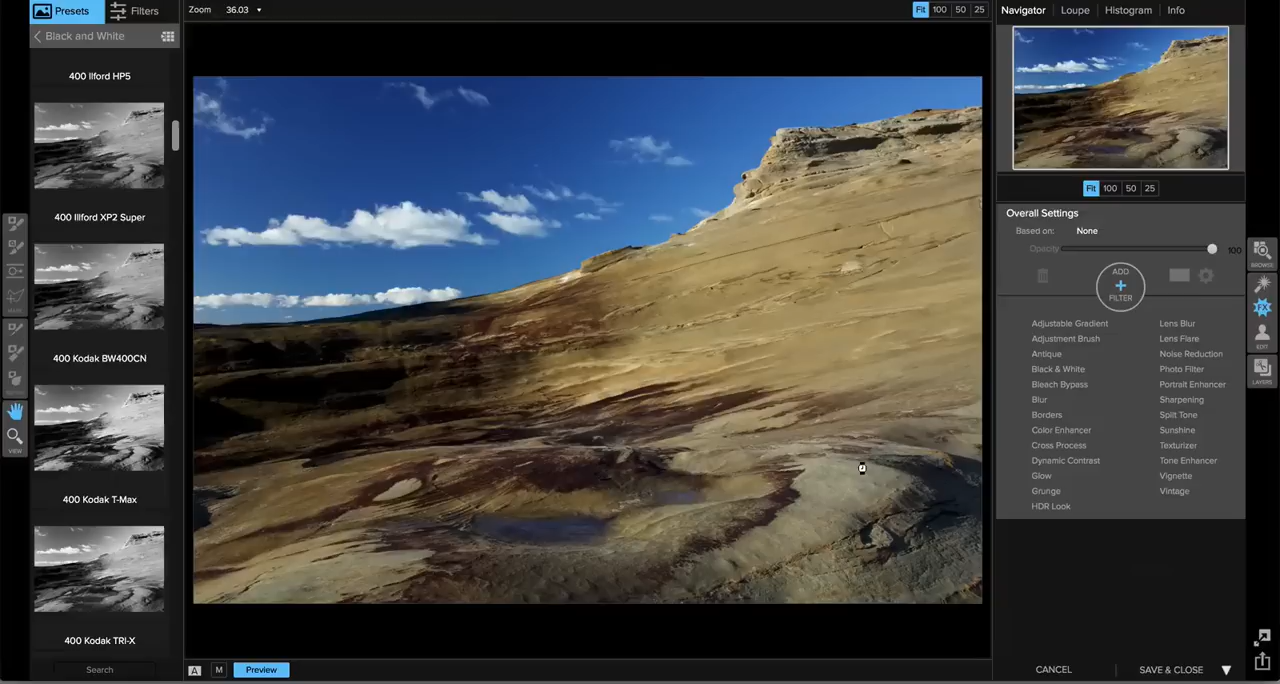 Presets
Filters
Zoom 36.03
Fit 100 50 25
Navigator Loupe Histogram Info
Black and White
400 Ilford HP5
400 Illford XP2 Super
400 Kodak BW400CN
400 Kodak T-Max
400 Kodak TRI-X
Search
VIEW
A M Preview
Fit 100 50 25
Overall Settings
Based on: None
Opacity 100
ADD
+
FILTER
Adjustable Gradient
Adjustment Brush
Antique
Black & White
Bleach Bypass
Blur
Borders
Color Enhancer
Cross Process
Dynamic Contrast
Glow
Grunge
HDR Look
Lens Blur
Lens Flare
Noise Reduction
Photo Filter
Portrait Enhancer
Sharpening
Split Tone
Sunshine
Texturizer
Tone Enhancer
Vignette
Vintage
BROWSE
FX
EDIT
LAYERS
CANCEL
SAVE & CLOSE